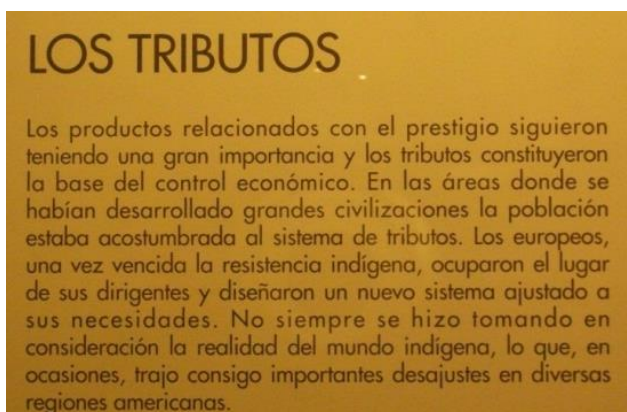 LOS TRIBUTOS
Los productos relacionados con el prestigio siguieron
teniendo una gran importancia y los tributos constituyeron
la base del control económico. En las áreas donde se
habían desarrollado grandes civilizaciones la población
estaba acostumbrada al sistema de tributos. Los europeos,
una vez vencida la resistencia indígena, ocuparon el lugar
de sus dirigentes y diseñaron un nuevo sistema ajustado a
sus necesidades. No siempre se hizo tomando en
consideración la realidad del mundo indígena, lo que, en
ocasiones, trajo consigo importantes desajustes en diversas
regiones americanas.